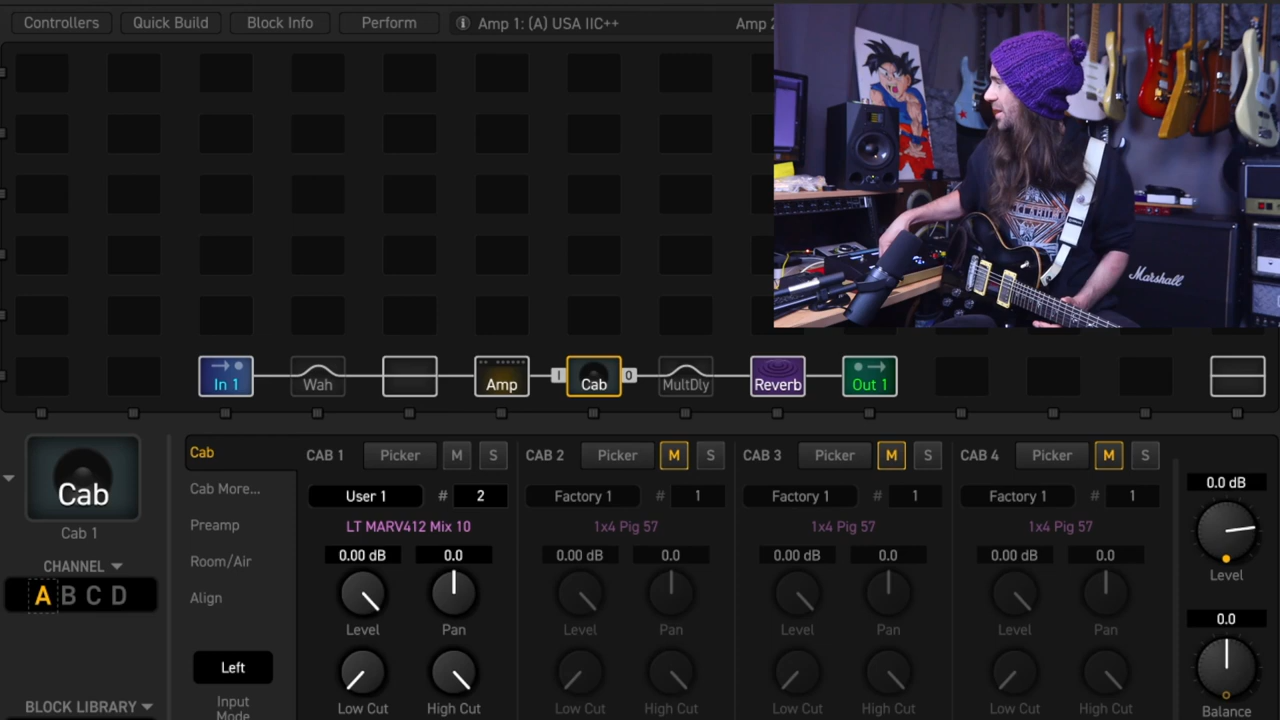 Controllers Quick Build Block Info Perform Amp 1: (A) USA IIC++ Amp 2
Marshall
In 1 Wah Amp I Cab O MultDly Reverb Out 1
Cab CAB 1 Picker M S CAB 2 Picker M S CAB 3 Picker M S CAB 4 Picker M S
Cab
Cab 1
CHANNEL
A B C D
BLOCK LIBRARY
Cab More...
Preamp
Room/Air
Align
Left
Input
Mode
User 1 # 2 Factory 1 # 1 Factory 1 # 1 Factory 1 # 1
LT MARV412 Mix 10 1x4 Pig 57 1x4 Pig 57 1x4 Pig 57
0.00 dB 0.0 0.00 dB 0.0 0.00 dB 0.0 0.00 dB 0.0
Level Pan Level Pan Level Pan Level Pan
Low Cut High Cut Low Cut High Cut Low Cut High Cut Low Cut High Cut
0.0 dB
Level
0.0
Balance